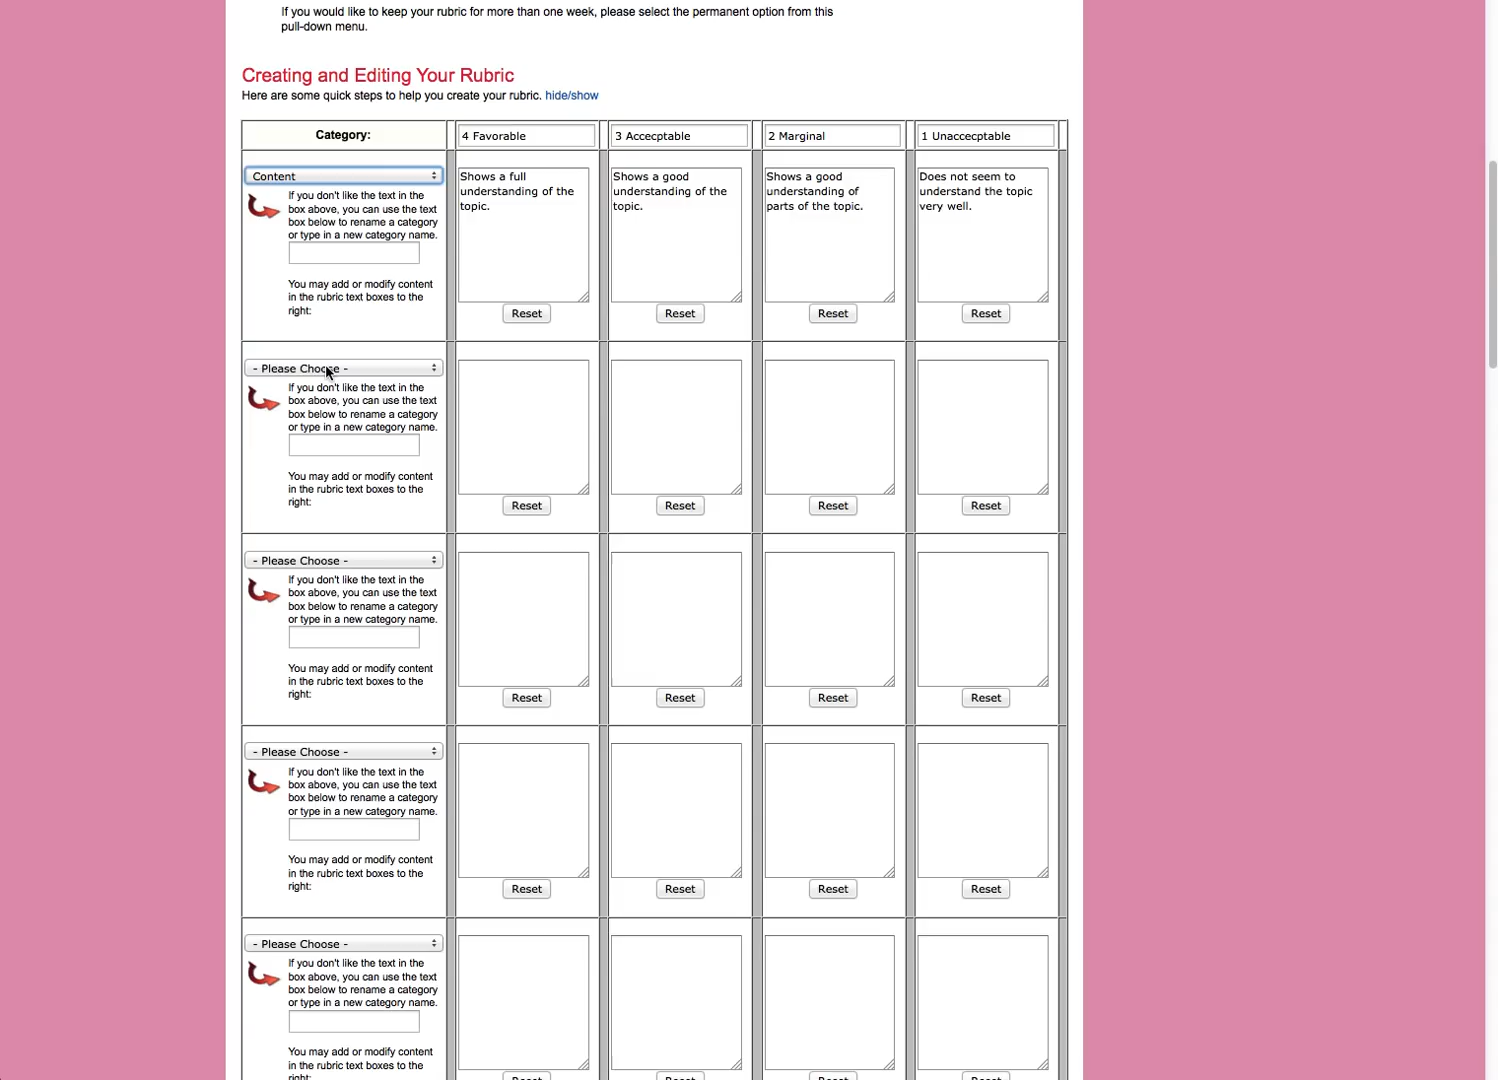 If you would like to keep your rubric for more than one week, please select the permanent option from this
pull-down menu.
Creating and Editing Your Rubric
Here are some quick steps to help you create your rubric. hide/show
Category:
4 Favorable
3 Accecptable
2 Marginal
1 Unaccecptable
Content
If you don't like the text in the
box above, you can use the text
box below to rename a category
or type in a new category name.
You may add or modify content
in the rubric text boxes to the
right:
Shows a full
understanding of the
topic.
Reset
Shows a good
understanding of the
topic.
Reset
Shows a good
understanding of
parts of the topic.
Reset
Does not seem to
understand the topic
very well.
Reset
- Please Choose -
If you don't like the text in the
box above, you can use the text
box below to rename a category
or type in a new category name.
You may add or modify content
in the rubric text boxes to the
right:
Reset
Reset
Reset
Reset
- Please Choose -
If you don't like the text in the
box above, you can use the text
box below to rename a category
or type in a new category name.
You may add or modify content
in the rubric text boxes to the
right:
Reset
Reset
Reset
Reset
- Please Choose -
If you don't like the text in the
box above, you can use the text
box below to rename a category
or type in a new category name.
You may add or modify content
in the rubric text boxes to the
right:
Reset
Reset
Reset
Reset
- Please Choose -
If you don't like the text in the
box above, you can use the text
box below to rename a category
or type in a new category name.
You may add or modify content
in the rubric text boxes to the
right:
Reset
Reset
Reset
Reset